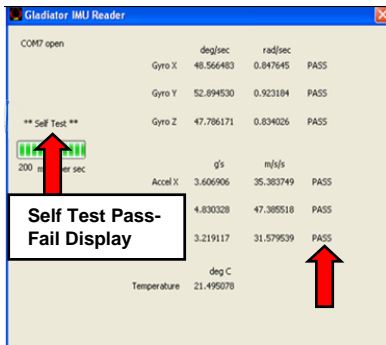 Gladiator IMU Reader
COM7 open
deg/sec rad/sec
Gyro X 48.566483 0.847645 PASS
Gyro Y 52.894530 0.923184 PASS
** Self Test ** Gyro Z 47.786171 0.834026 PASS
200 per sec
g's m/s/s
Accel X 3.606906 35.383749 PASS
4.830328 47.385518 PASS
3.219117 31.579539 PASS
Self Test Pass-
Fail Display
deg C
Temperature 21.495078